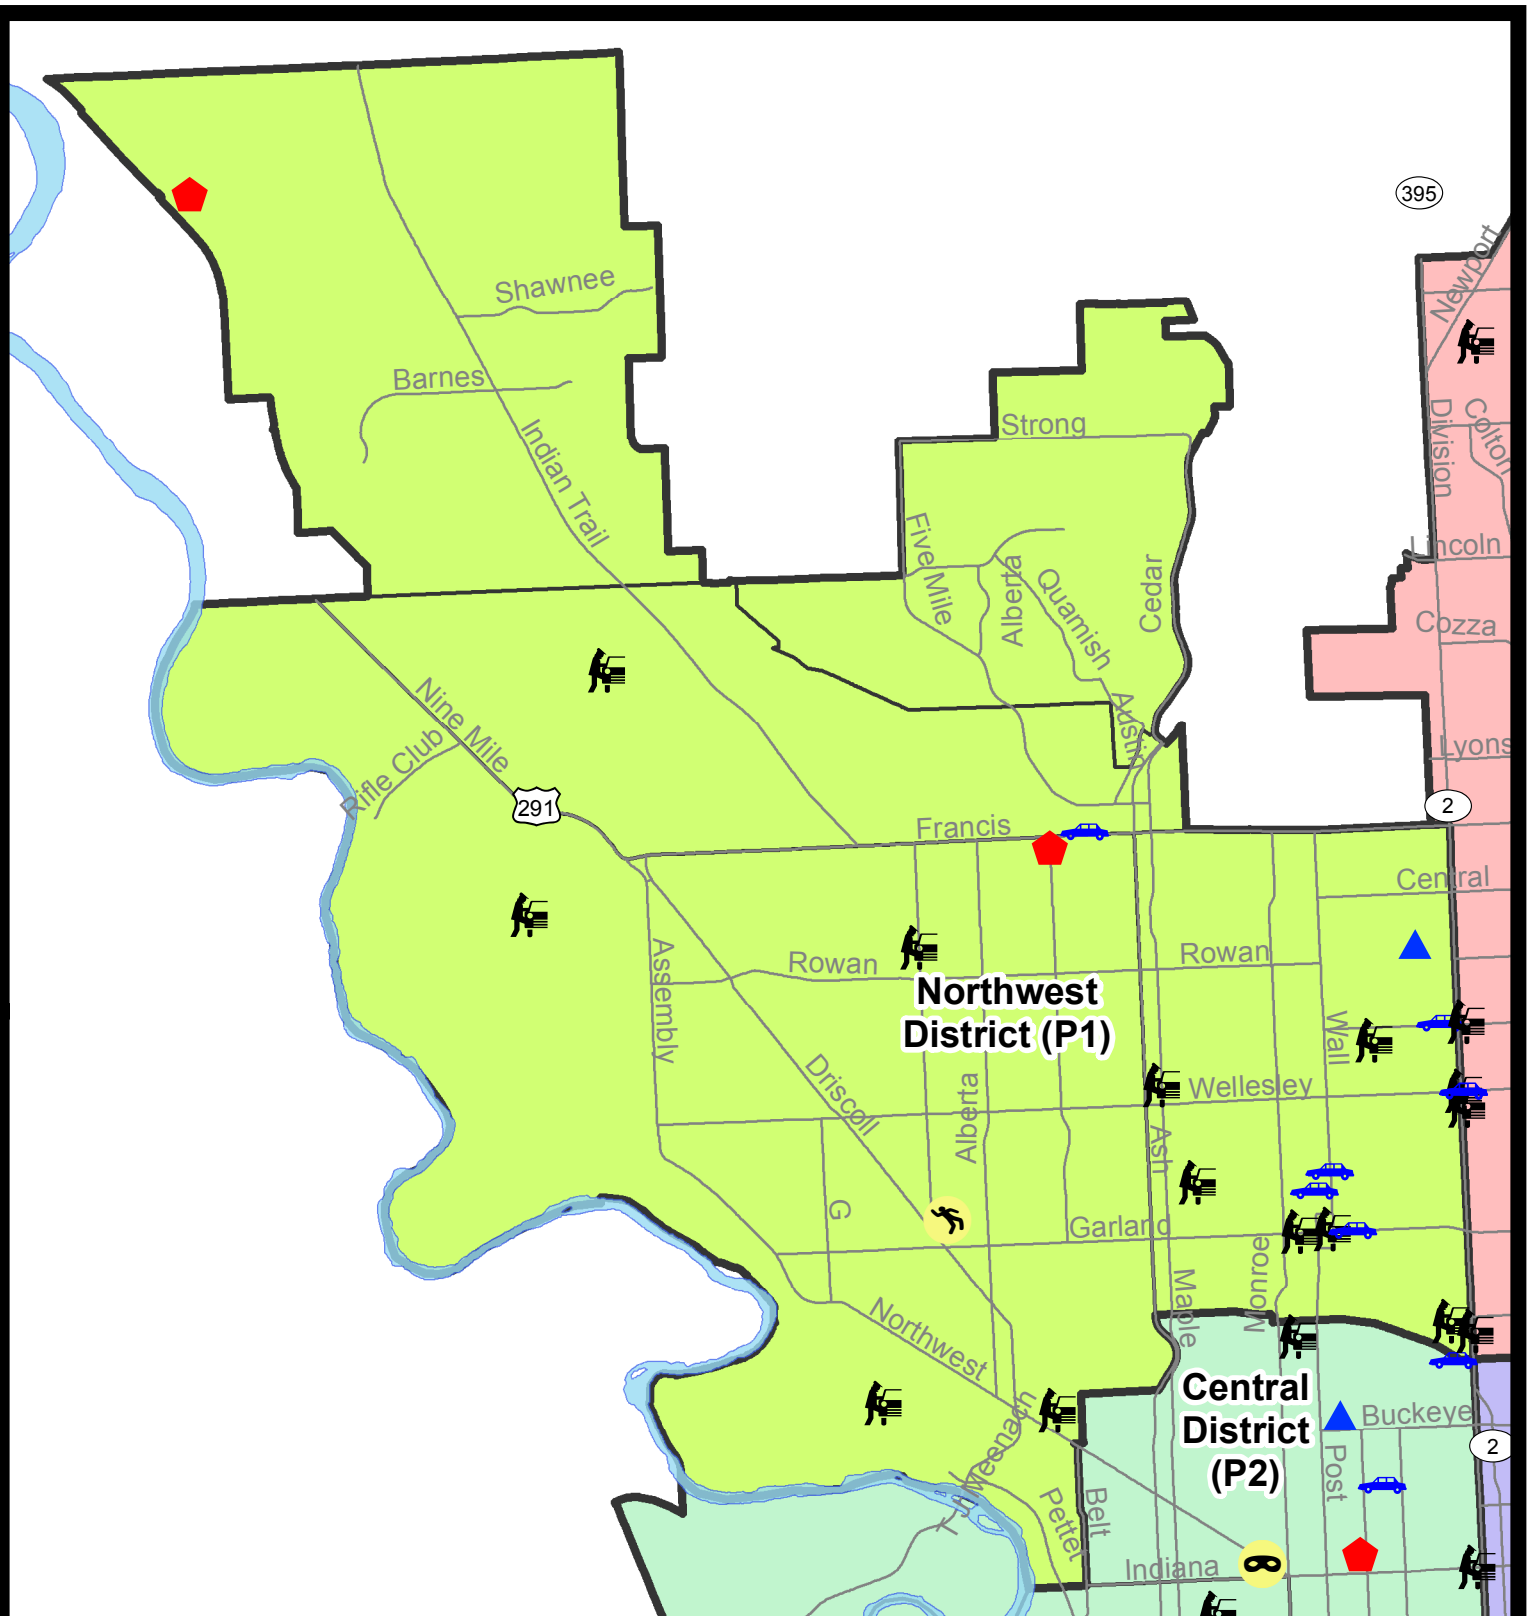 395
Newport
Shawnee
Barnes
Indian Trail
Strong
Division
Colton
Five Mile
Alberta
Quamish
Cedar
Lincoln
Cozza
Austin
Nine Mile
Rifle Club
Lyons
291
2
Francis
Central
Assembly
Rowan
Rowan
Northwest
District (P1)
Wall
Driscoll
Alberta
Wellesley
Ash
G
Garland
Monroe
Maple
Northwest
Central
District
(P2)
Buckeye
T J Meenach
Post
2
Pettet
Belt
Indiana